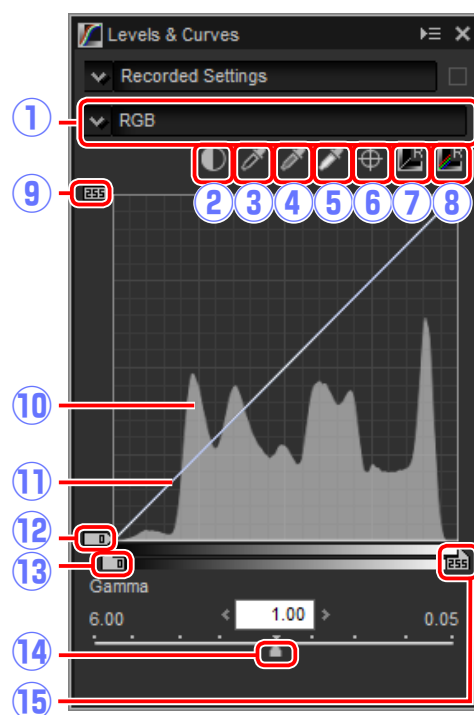 Levels & Curves
Recorded Settings
① RGB
② ③ ④ ⑤ ⑥ ⑦ ⑧
⑨ 255
⑩
⑪
⑫ 0
⑬ 0 255
Gamma
6.00 1.00 0.05
⑭
⑮